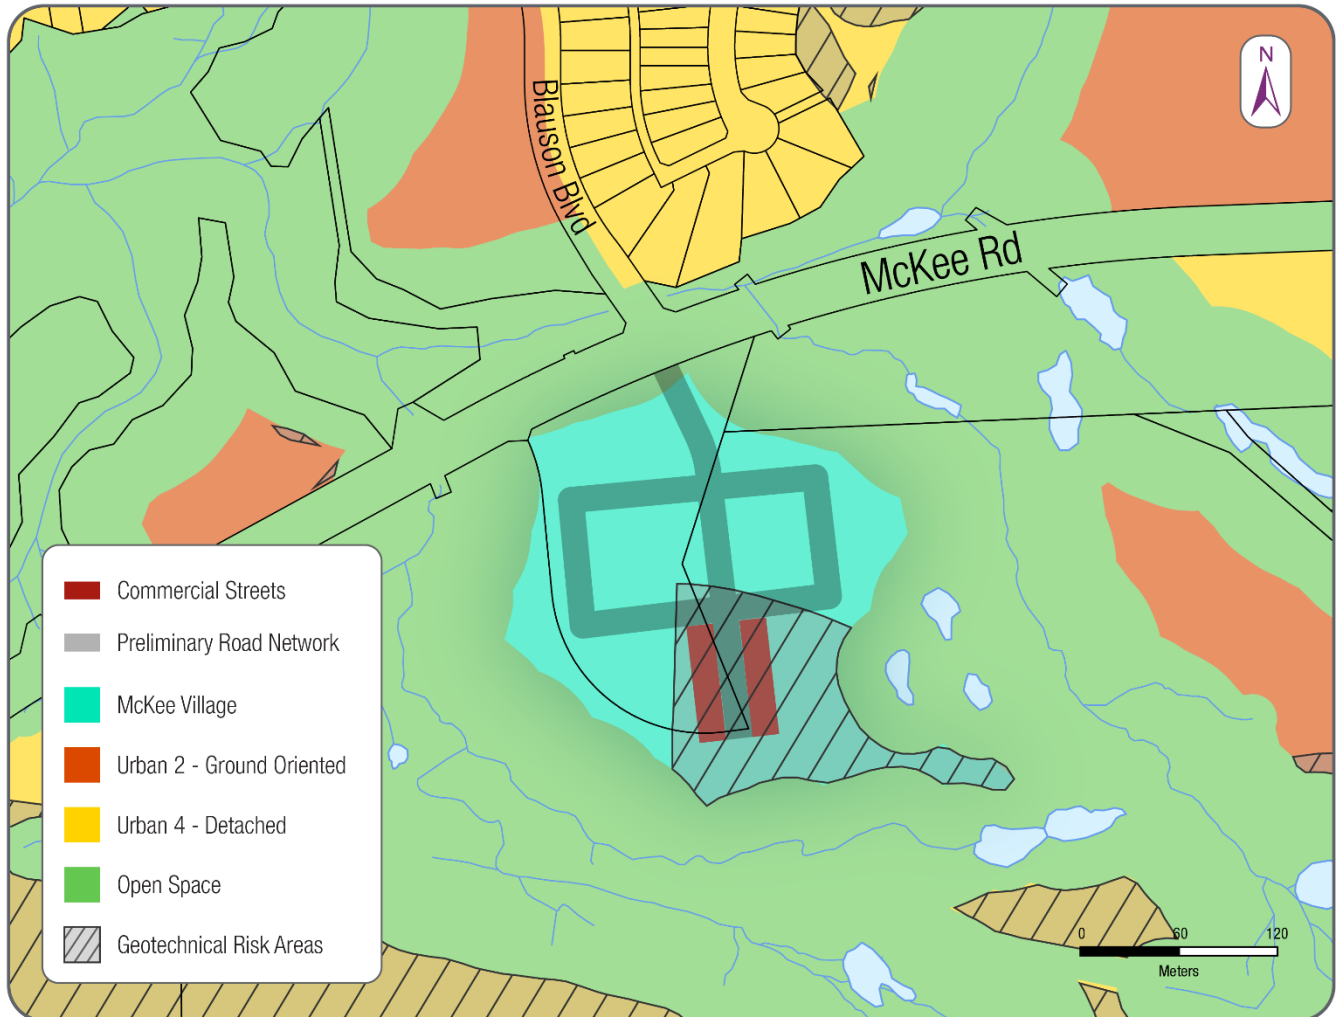 N
Blauson Blvd
McKee Rd
Commercial Streets
Preliminary Road Network
McKee Village
Urban 2 - Ground Oriented
Urban 4 - Detached
Open Space
Geotechnical Risk Areas
0 60 120
Meters